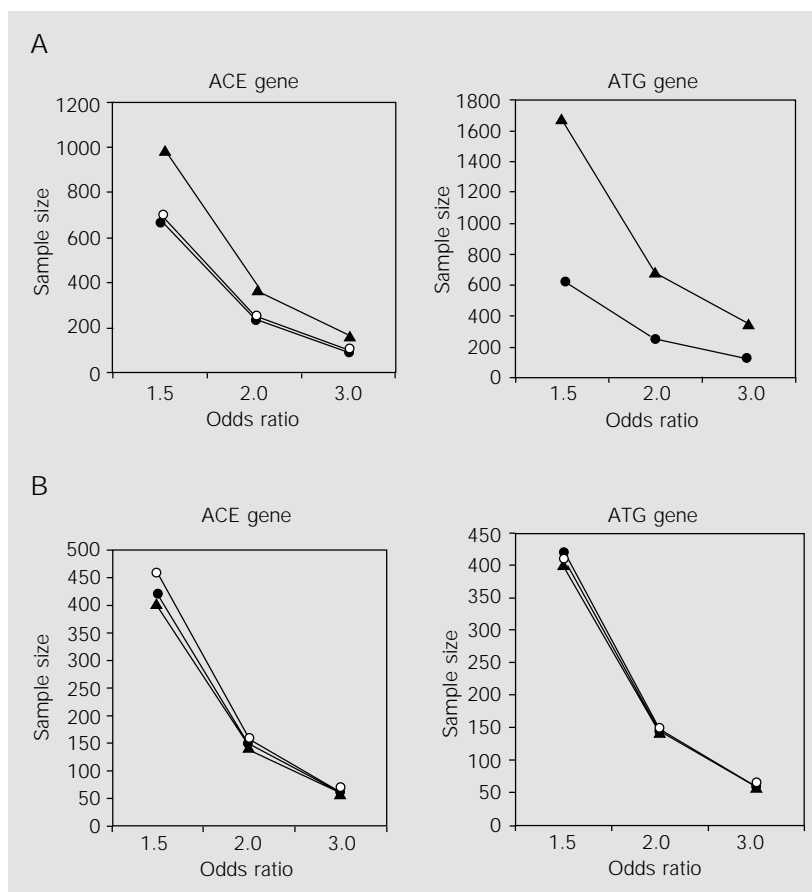 A
ACE gene
1200
1000
800
600
400
200
0
Sample size
1.5 2.0 3.0
Odds ratio
ATG gene
1800
1600
1400
1200
1000
800
600
400
200
0
Sample size
1.5 2.0 3.0
Odds ratio
B
ACE gene
500
450
400
350
300
250
200
150
100
50
0
Sample size
1.5 2.0 3.0
Odds ratio
ATG gene
450
400
350
300
250
200
150
100
50
0
Sample size
1.5 2.0 3.0
Odds ratio